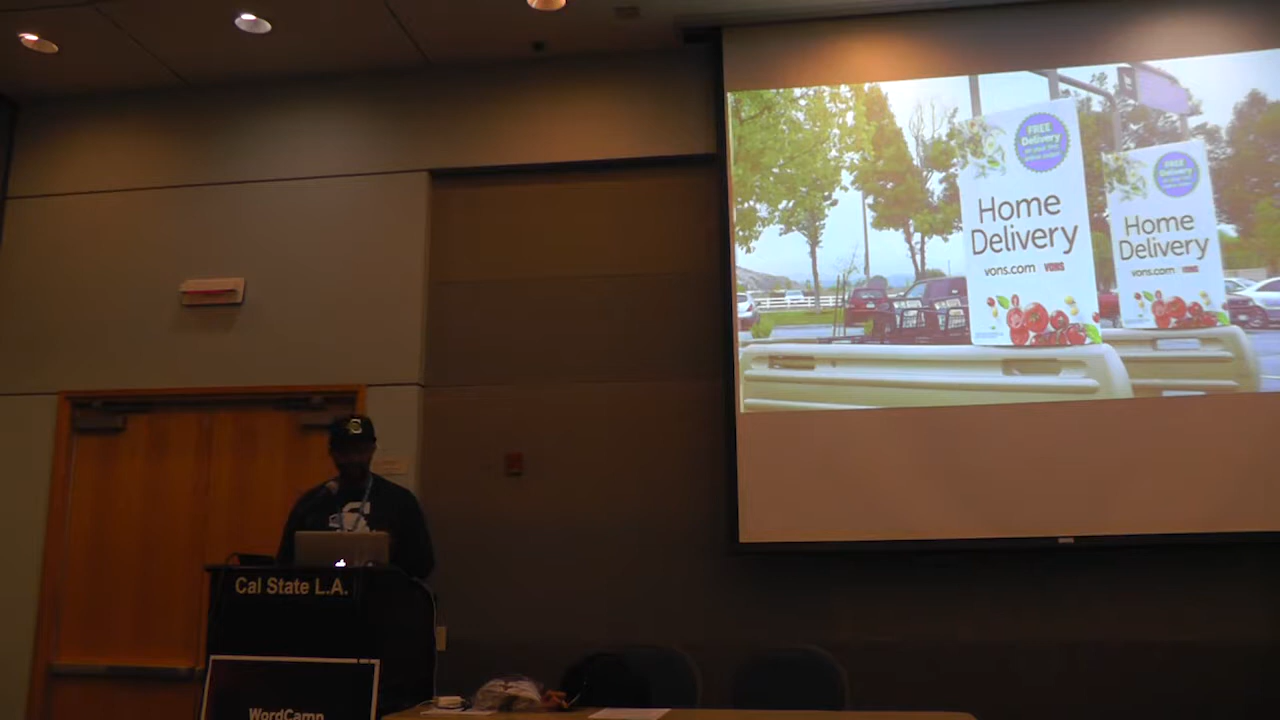 FREE
Delivery
Home
Delivery
vons.com VONS
FREE
Delivery
Home
Delivery
vons.com VONS
Cal State L.A.
WordCamp